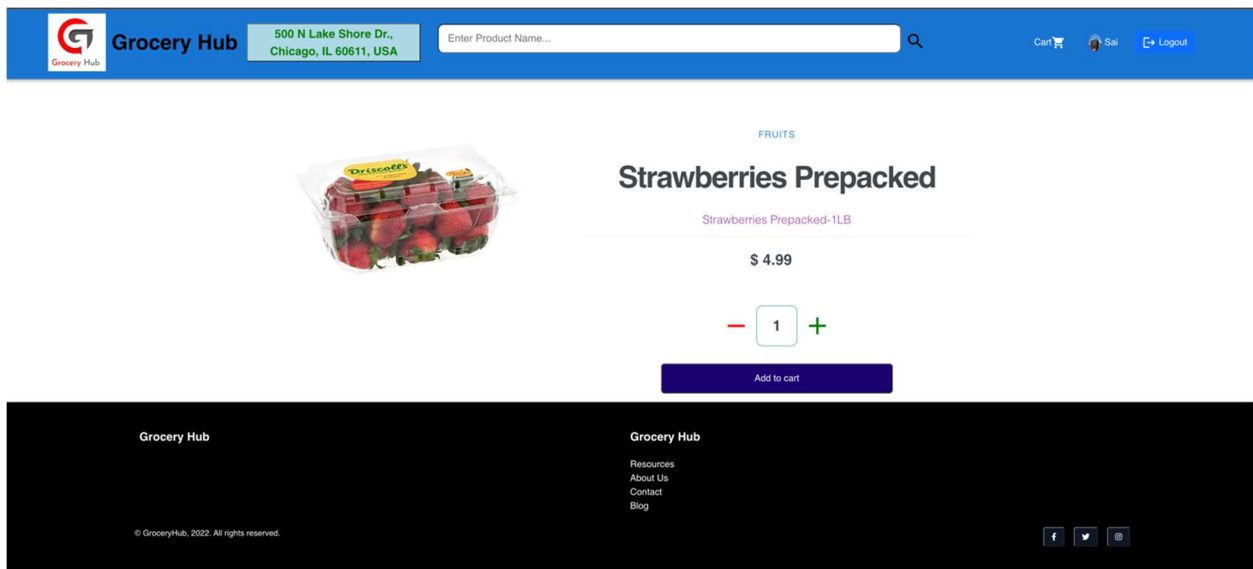 Grocery Hub
Grocery Hub
500 N Lake Shore Dr.,
Chicago, IL 60611, USA
Enter Product Name...
Cart
Sai
Logout
FRUITS
Driscoll's
Strawberries Prepacked
Strawberries Prepacked-1LB
$ 4.99
1
Add to cart
Grocery Hub
Grocery Hub
Resources
About Us
Contact
Blog
© GroceryHub, 2022. All rights reserved.